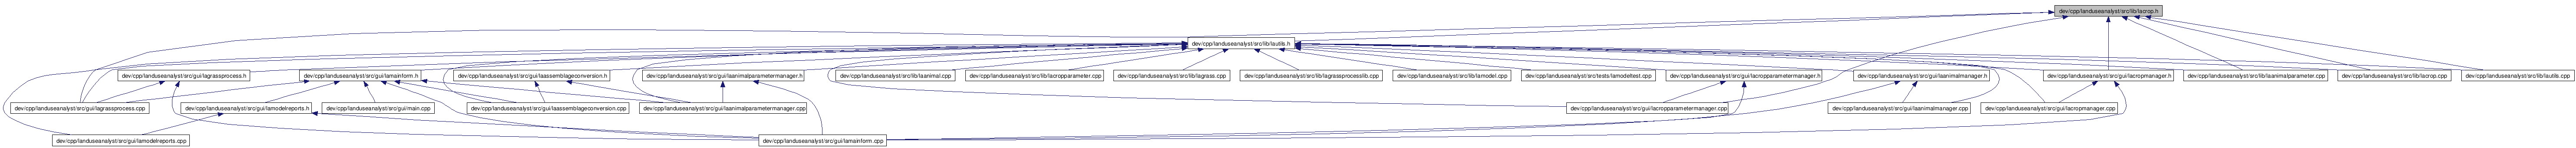 dev/cpp/landuseanalyst/src/lib/lacrop.h
dev/cpp/landuseanalyst/src/lib/lautils.h
dev/cpp/landuseanalyst/src/gui/lagrassprocess.h
dev/cpp/landuseanalyst/src/gui/lamainform.h
dev/cpp/landuseanalyst/src/gui/laassemblageconversion.h
dev/cpp/landuseanalyst/src/gui/laanimalparametermanager.h
dev/cpp/landuseanalyst/src/lib/laanimal.cpp
dev/cpp/landuseanalyst/src/lib/lacropparameter.cpp
dev/cpp/landuseanalyst/src/lib/lagrass.cpp
dev/cpp/landuseanalyst/src/lib/lagrassprocesslib.cpp
dev/cpp/landuseanalyst/src/lib/lamodel.cpp
dev/cpp/landuseanalyst/src/tests/lamodeltest.cpp
dev/cpp/landuseanalyst/src/gui/lacropparametermanager.h
dev/cpp/landuseanalyst/src/gui/laanimalmanager.h
dev/cpp/landuseanalyst/src/gui/lacropmanager.h
dev/cpp/landuseanalyst/src/lib/laanimalparameter.cpp
dev/cpp/landuseanalyst/src/lib/lacrop.cpp
dev/cpp/landuseanalyst/src/lib/lautils.cpp
dev/cpp/landuseanalyst/src/gui/lagrassprocess.cpp
dev/cpp/landuseanalyst/src/gui/lamodelreports.h
dev/cpp/landuseanalyst/src/gui/main.cpp
dev/cpp/landuseanalyst/src/gui/laassemblageconversion.cpp
dev/cpp/landuseanalyst/src/gui/laanimalparametermanager.cpp
dev/cpp/landuseanalyst/src/gui/lacropparametermanager.cpp
dev/cpp/landuseanalyst/src/gui/laanimalmanager.cpp
dev/cpp/landuseanalyst/src/gui/lacropmanager.cpp
dev/cpp/landuseanalyst/src/gui/lamodelreports.cpp
dev/cpp/landuseanalyst/src/gui/lamainform.cpp